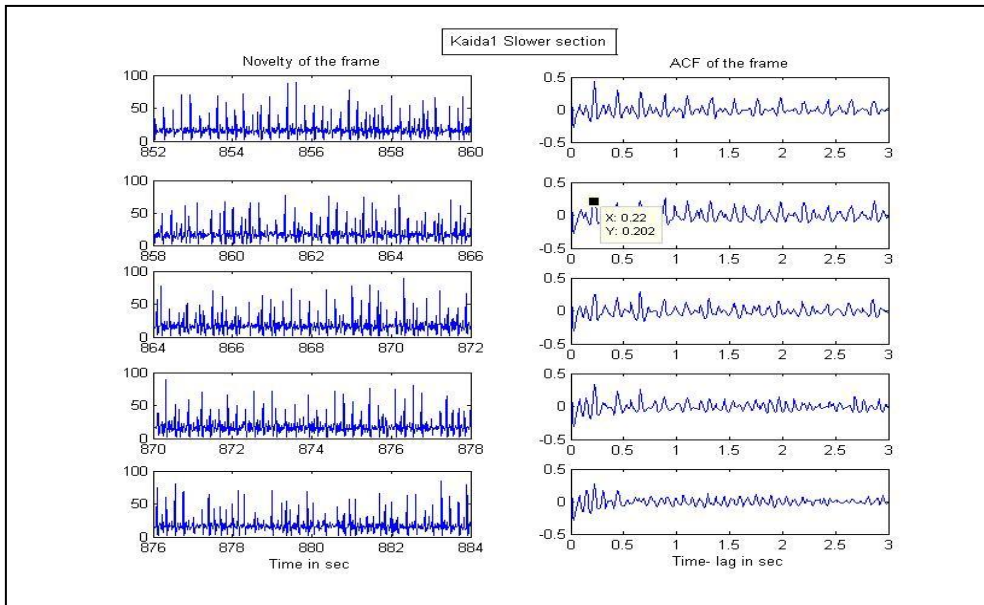 Kaida1 Slower section
Novelty of the frame
100
50
0
852 854 856 858 860
100
50
0
858 860 862 864 866
100
50
0
864 866 868 870 872
100
50
0
870 872 874 876 878
100
50
0
876 878 880 882 884
Time in sec
ACF of the frame
0.5
0
-0.5
0 0.5 1 1.5 2 2.5 3
0.5
0
-0.5
X: 0.22
Y: 0.202
0 0.5 1 1.5 2 2.5 3
0.5
0
-0.5
0 0.5 1 1.5 2 2.5 3
0.5
0
-0.5
0 0.5 1 1.5 2 2.5 3
0.5
0
-0.5
0 0.5 1 1.5 2 2.5 3
Time- lag in sec